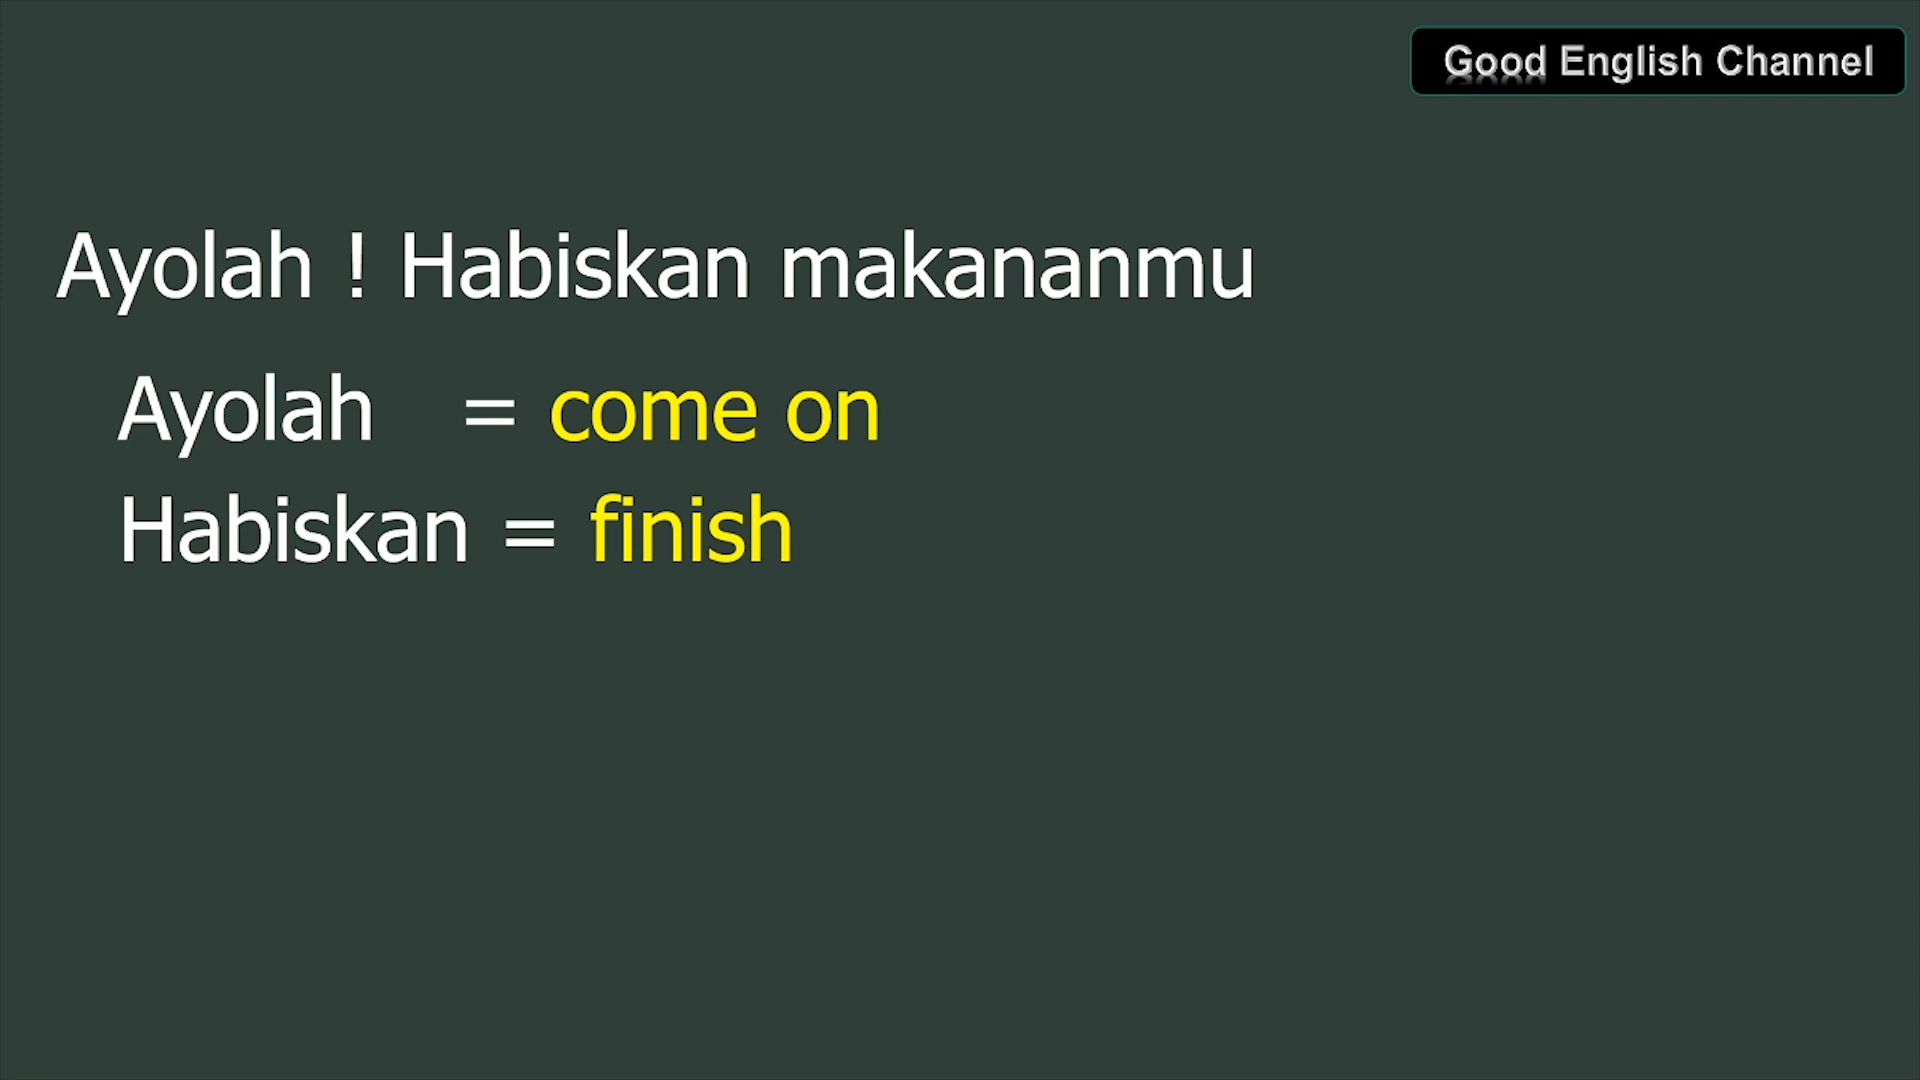 Good English Channel
Ayolah ! Habiskan makananmu
Ayolah = come on
Habiskan = finish